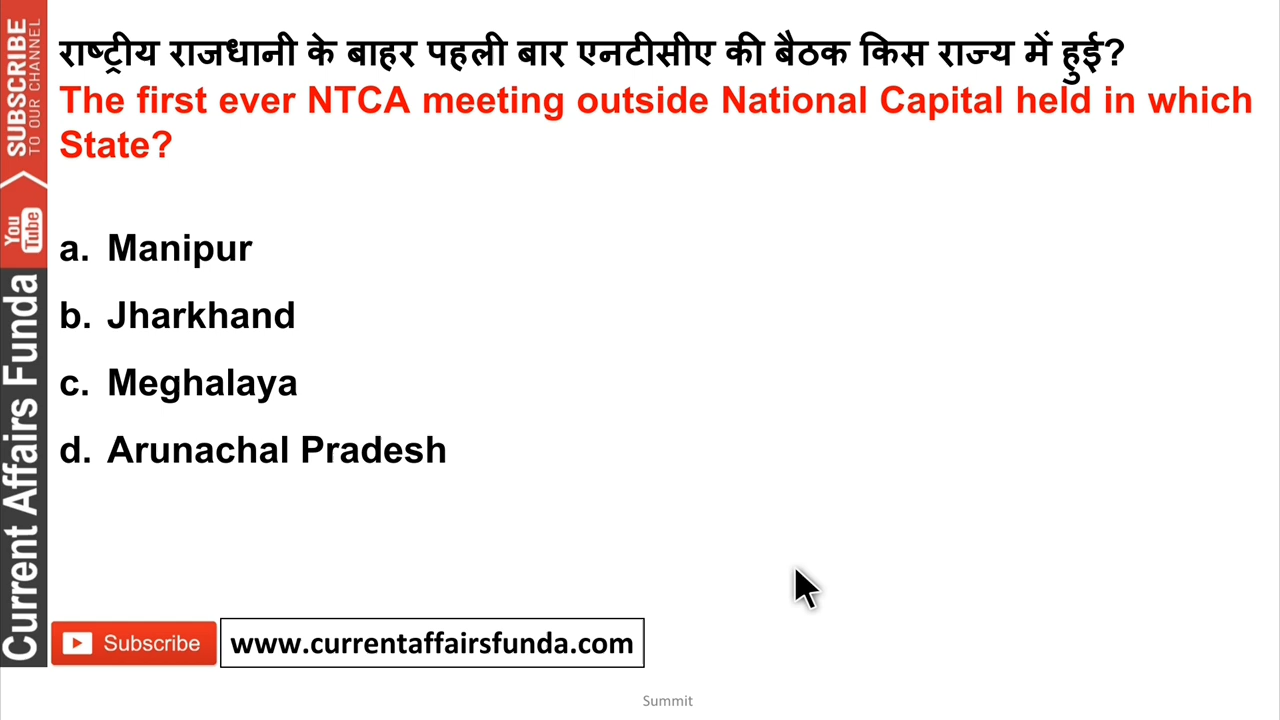 राष्ट्रीय राजधानी के बाहर पहली बार एनटीसीए की बैठक किस राज्य में हुई?
The first ever NTCA meeting outside National Capital held in which
State?
a. Manipur
b. Jharkhand
c. Meghalaya
d. Arunachal Pradesh
SUBSCRIBE
TO OUR CHANNEL
You
Tube
Current Affairs Funda
Subscribe
www.currentaffairsfunda.com
Summit